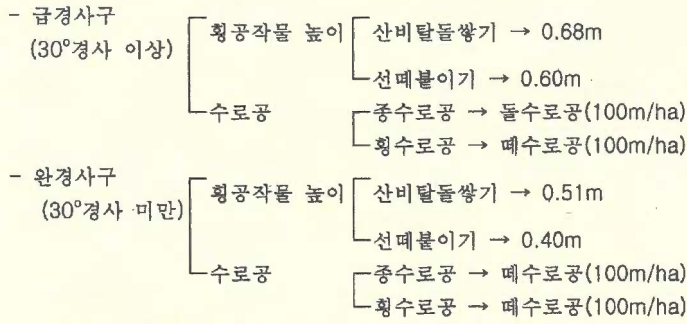 - 급경사구 횡공작물 높이 산비탈돌쌓기 → 0.68m
(30°경사 이상)
선떼붙이기 → 0.60m
수로공 종수로공 → 돌수로공(100m/ha)
횡수로공 → 떼수로공(100m/ha)
- 완경사구 횡공작물 높이 산비탈돌쌓기 → 0.51m
(30°경사 미만)
선떼붙이기 → 0.40m
수로공 종수로공 → 떼수로공(100m/ha)
횡수로공 → 떼수로공(100m/ha)